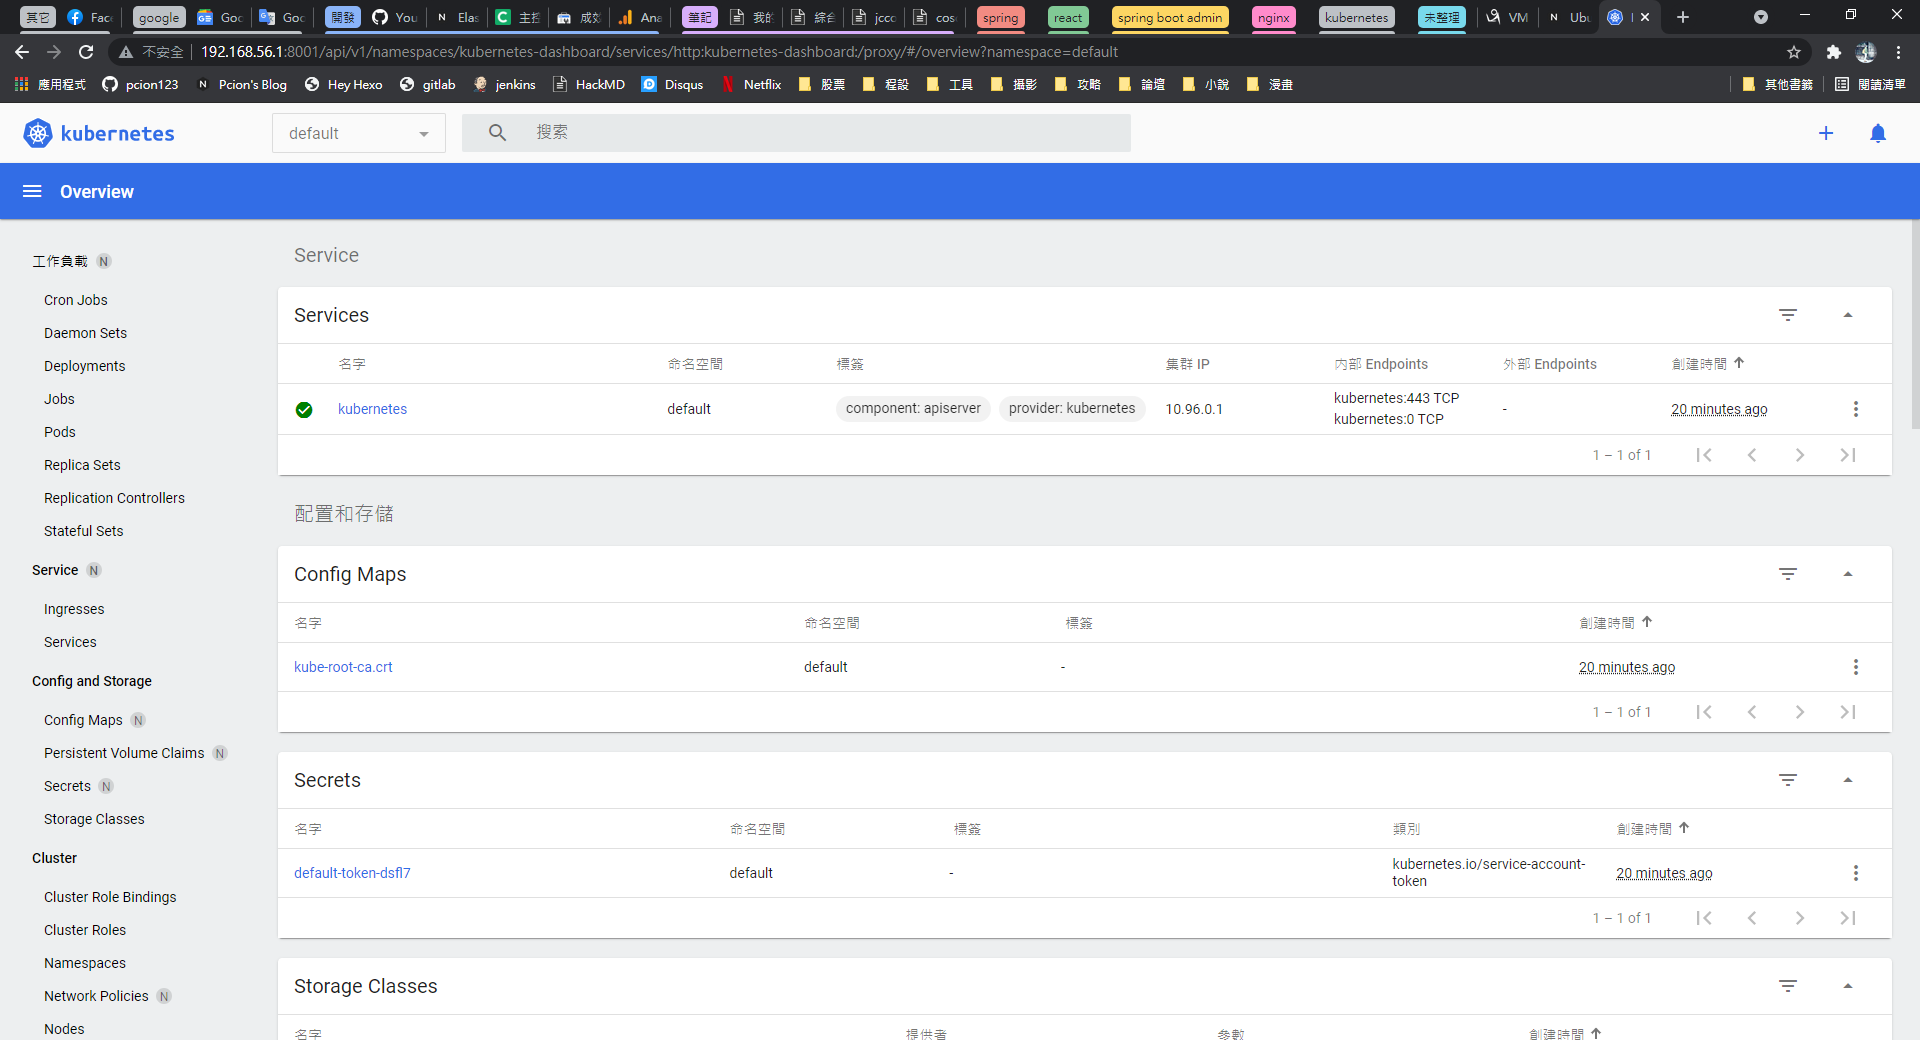 其它 Fac google Goo Goo 開發 You Elas 主控 成效 Ana 筆記 我的 綜合 jccc cos spring react spring boot admin nginx kubernetes 未整理 VM Ubu
不安全 192.168.56.1:8001/api/v1/namespaces/kubernetes-dashboard/services/http:kubernetes-dashboard:/proxy/#/overview?namespace=default
應用程式 pcion123 Pcion's Blog Hey Hexo gitlab jenkins HackMD Disqus Netflix 股票 程設 工具 攝影 攻略 論壇 小說 漫畫 其他書籤 閱讀清單
kubernetes default 搜索
Overview
工作負載 N
Cron Jobs
Daemon Sets
Deployments
Jobs
Pods
Replica Sets
Replication Controllers
Stateful Sets
Service N
Ingresses
Services
Config and Storage
Config Maps N
Persistent Volume Claims N
Secrets N
Storage Classes
Cluster
Cluster Role Bindings
Cluster Roles
Namespaces
Network Policies N
Nodes
Service
Services
名字 命名空間 標簽 集群 IP 内部 Endpoints 外部 Endpoints 創建時間
kubernetes default component: apiserver provider: kubernetes 10.96.0.1 kubernetes:443 TCP - 20 minutes ago
kubernetes:0 TCP
1 – 1 of 1
配置和存儲
Config Maps
名字 命名空間 標簽 創建時間
kube-root-ca.crt default - 20 minutes ago
1 – 1 of 1
Secrets
名字 命名空間 標簽 類別 創建時間
default-token-dsfl7 default - kubernetes.io/service-account-token 20 minutes ago
1 – 1 of 1
Storage Classes
名字 提供者 參數 創建時間